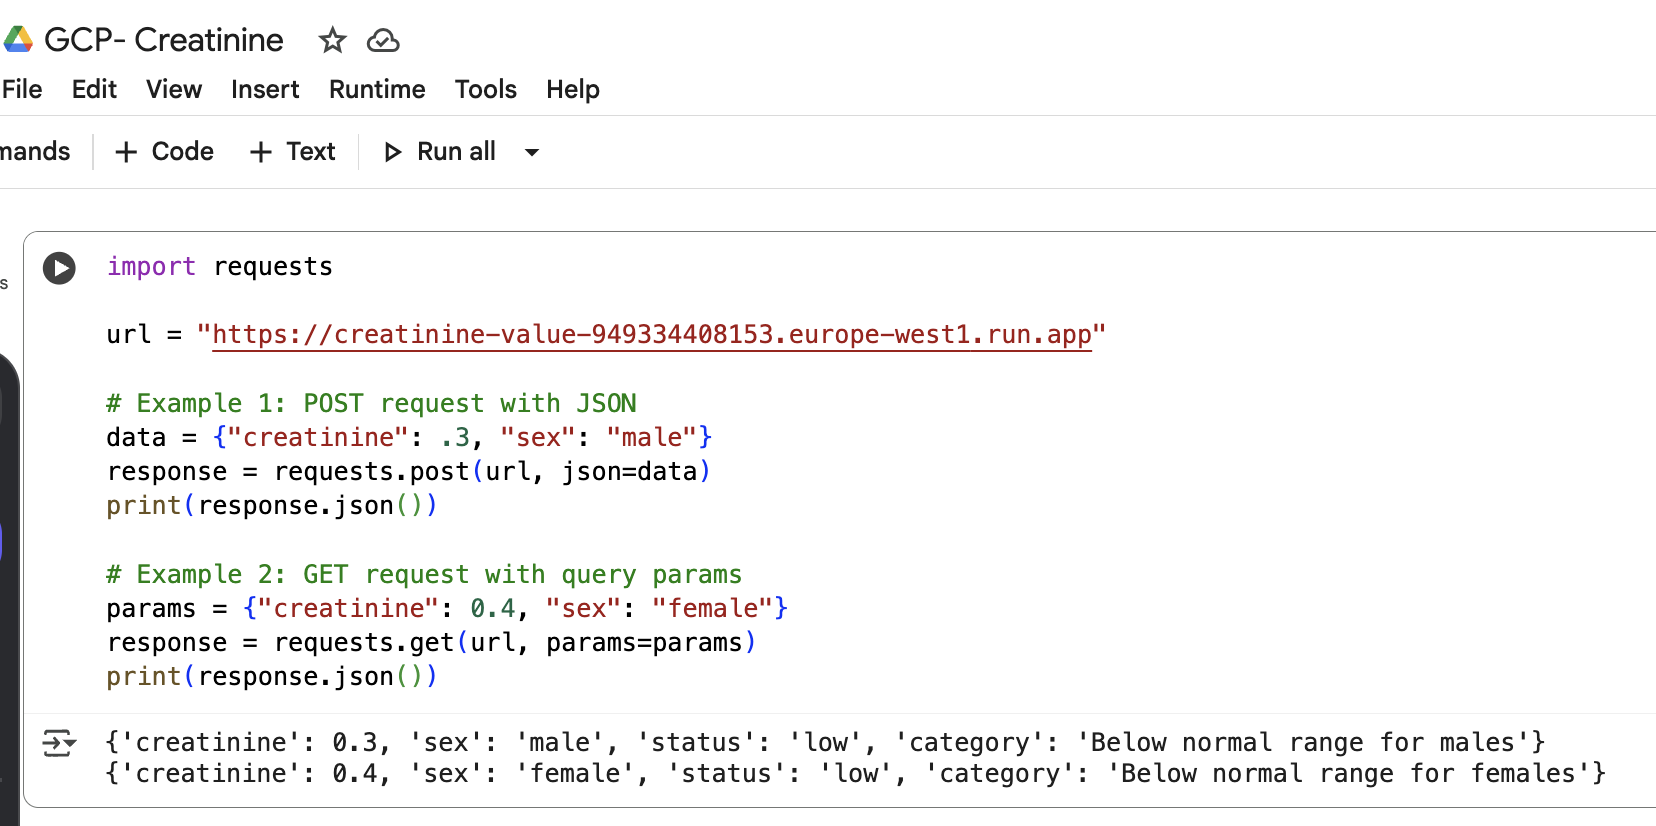 GCP- Creatinine
File Edit View Insert Runtime Tools Help
mands + Code + Text Run all
s
import requests
url = "https://creatinine-value-949334408153.europe-west1.run.app"
# Example 1: POST request with JSON
data = {"creatinine": .3, "sex": "male"}
response = requests.post(url, json=data)
print(response.json())
# Example 2: GET request with query params
params = {"creatinine": 0.4, "sex": "female"}
response = requests.get(url, params=params)
print(response.json())
{'creatinine': 0.3, 'sex': 'male', 'status': 'low', 'category': 'Below normal range for males'}
{'creatinine': 0.4, 'sex': 'female', 'status': 'low', 'category': 'Below normal range for females'}